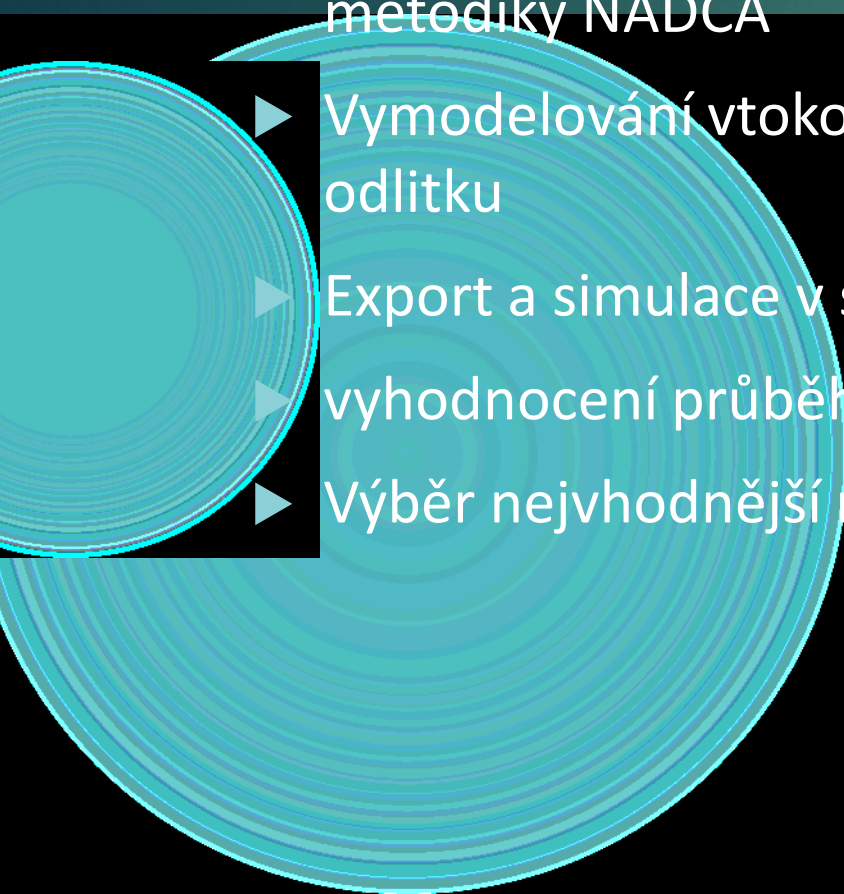 metodiky NADCA
Vymodelování vtoko
odlitku
Export a simulace v s
vyhodnocení průběh
Výběr nejvhodnější